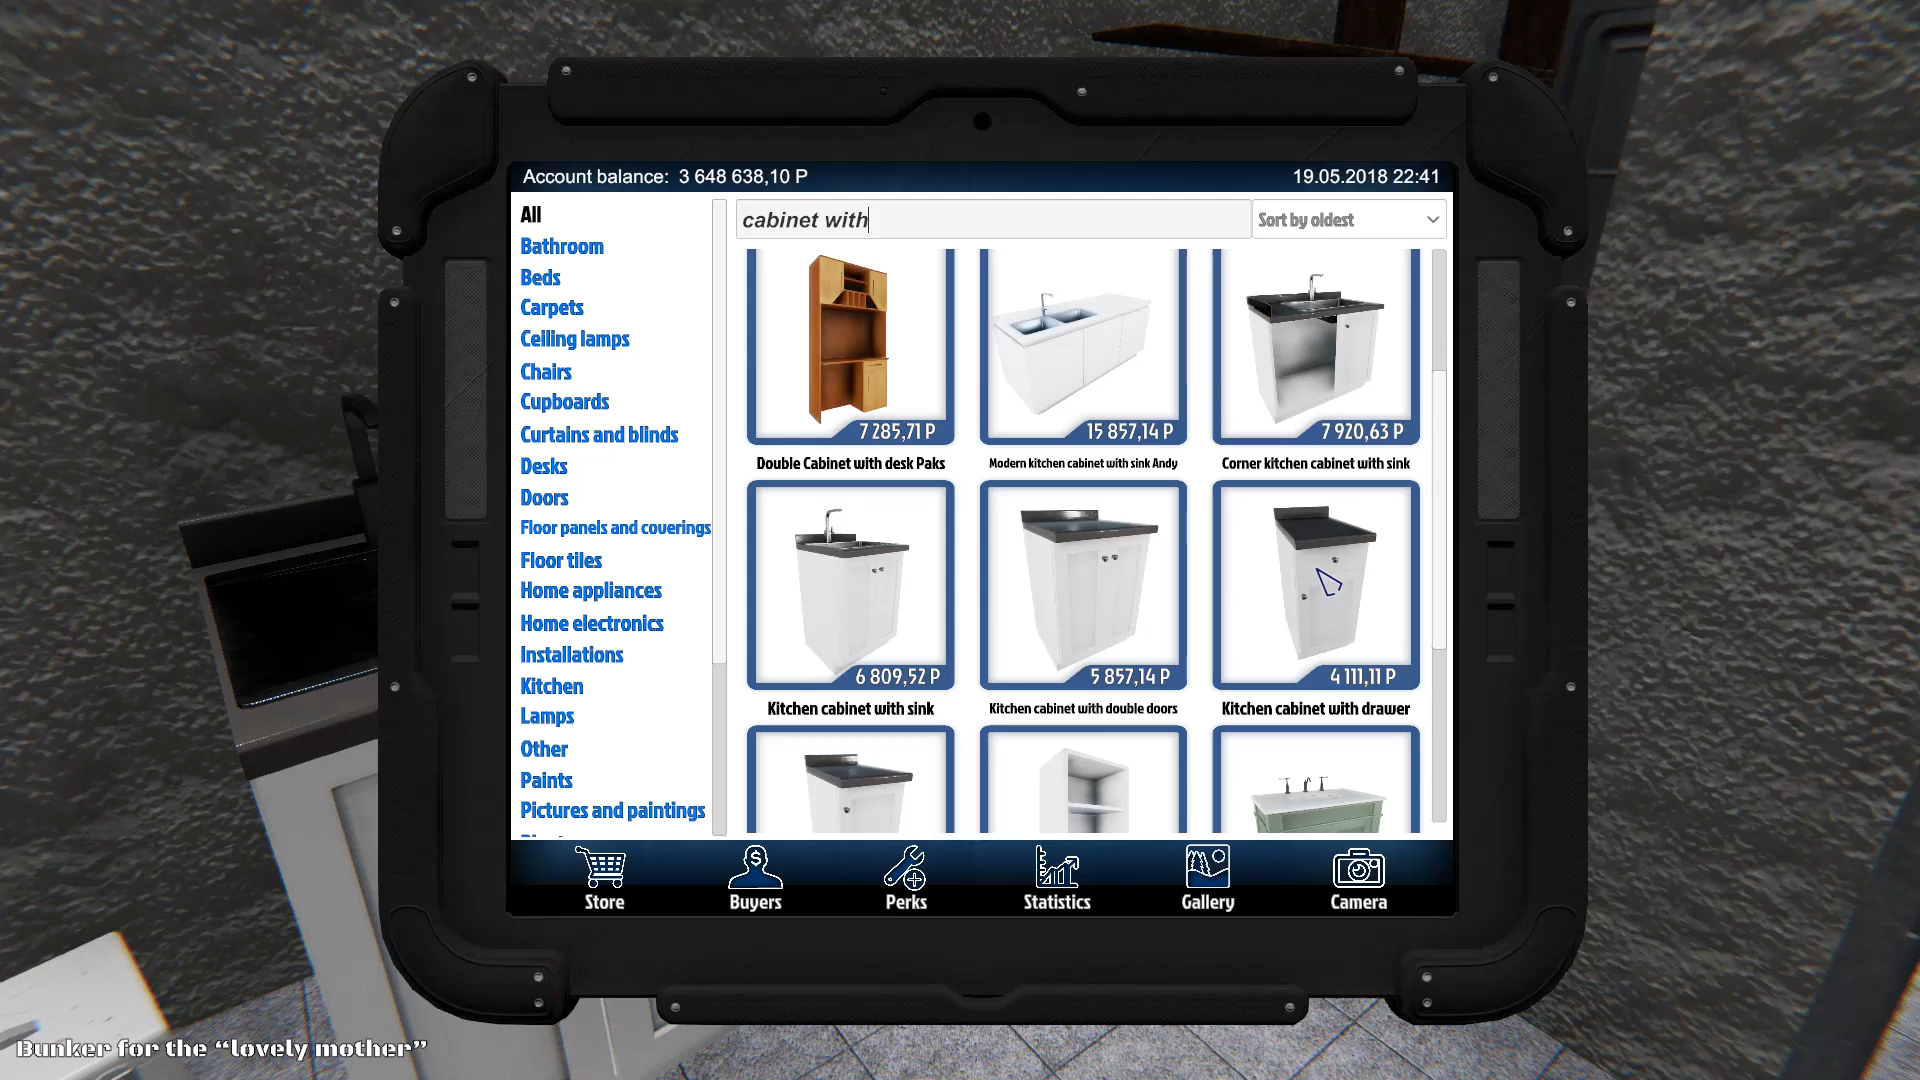 Account balance: 3 648 638,10 P
19.05.2018 22:41
All
Bathroom
Beds
Carpets
Ceiling lamps
Chairs
Cupboards
Curtains and blinds
Desks
Doors
Floor panels and coverings
Floor tiles
Home appliances
Home electronics
Installations
Kitchen
Lamps
Other
Paints
Pictures and paintings
cabinet with
Sort by oldest
7 285,71 P
15 857,14 P
7 920,63 P
Double Cabinet with desk Paks
Modern kitchen cabinet with sink Andy
Corner kitchen cabinet with sink
6 809,52 P
5 857,14 P
4 111,11 P
Kitchen cabinet with sink
Kitchen cabinet with double doors
Kitchen cabinet with drawer
Store
Buyers
Perks
Statistics
Gallery
Camera
Bunker for the “lovely mother”